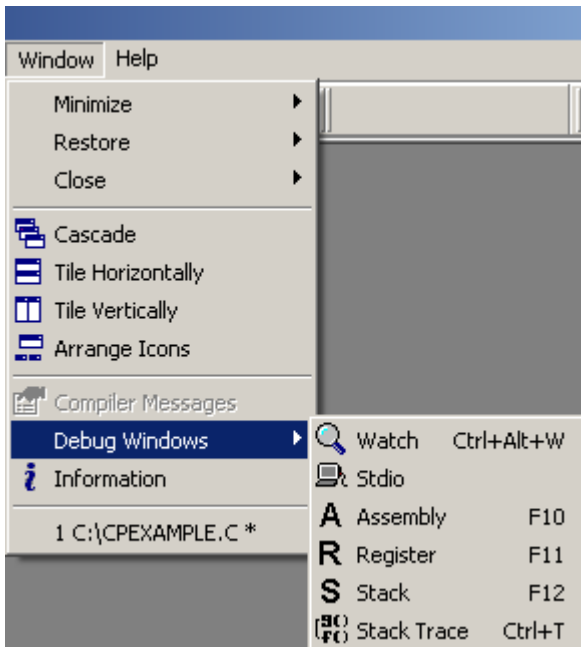 Window Help
Minimize
Restore
Close
Cascade
Tile Horizontally
Tile Vertically
Arrange Icons
Compiler Messages
Debug Windows
Information
1 C:\CPEXAMPLE.C *
Watch Ctrl+Alt+W
Stdio
A Assembly F10
R Register F11
S Stack F12
g() f() Stack Trace Ctrl+T